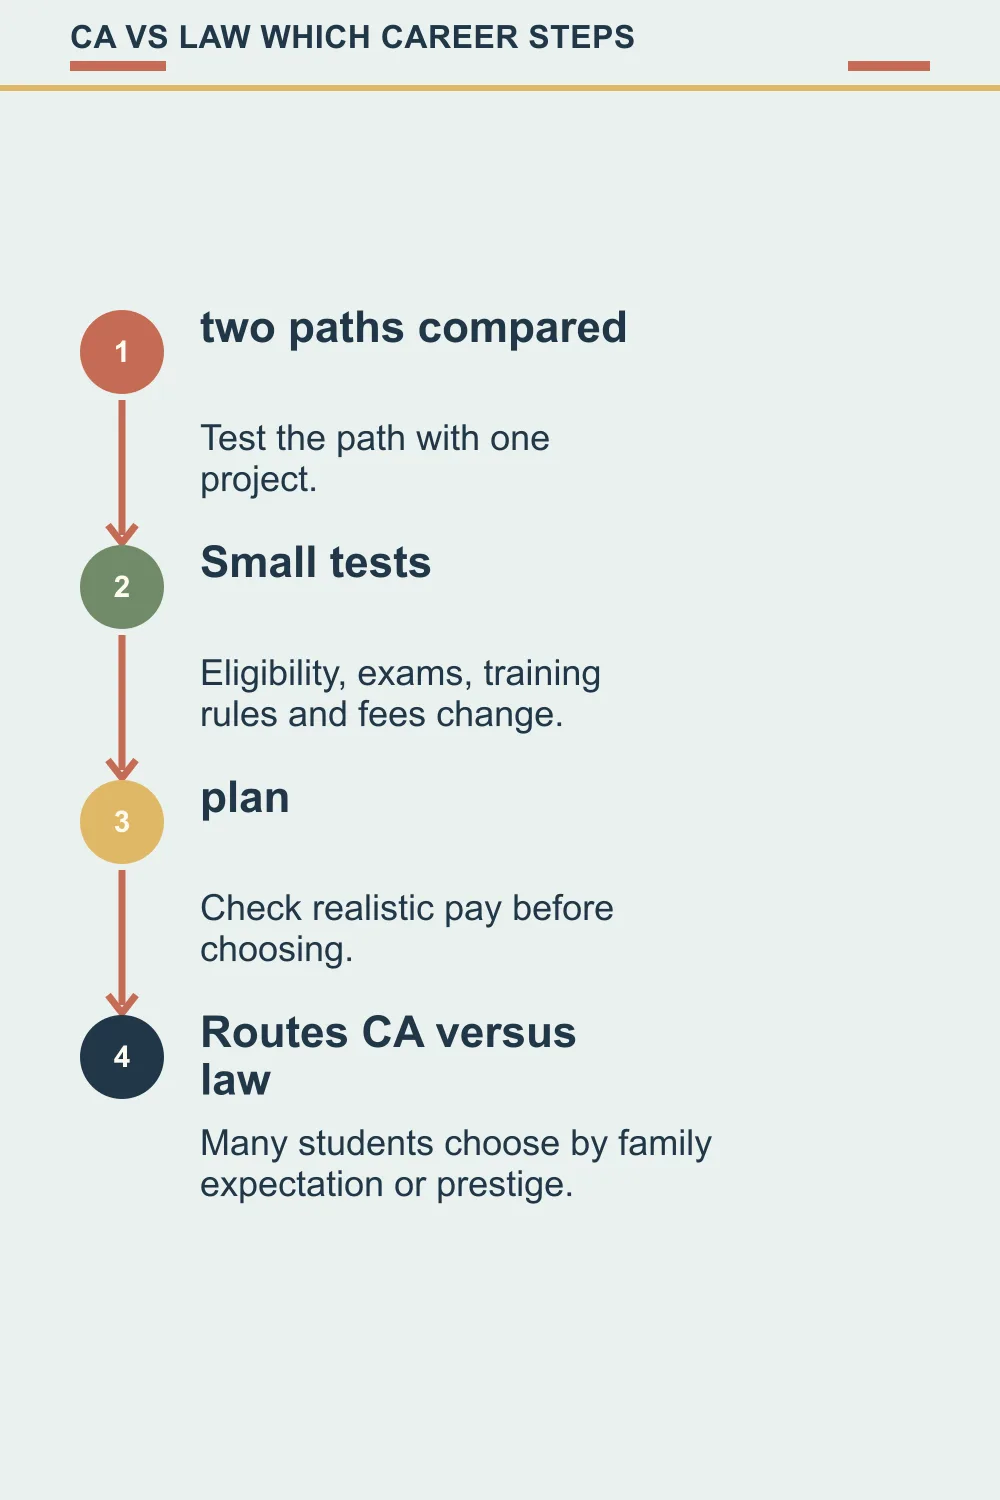 CA VS LAW WHICH CAREER STEPS
1
two paths compared
Test the path with one
project.
2
Small tests
Eligibility, exams, training
rules and fees change.
3
plan
Check realistic pay before
choosing.
4
Routes CA versus
law
Many students choose by family
expectation or prestige.